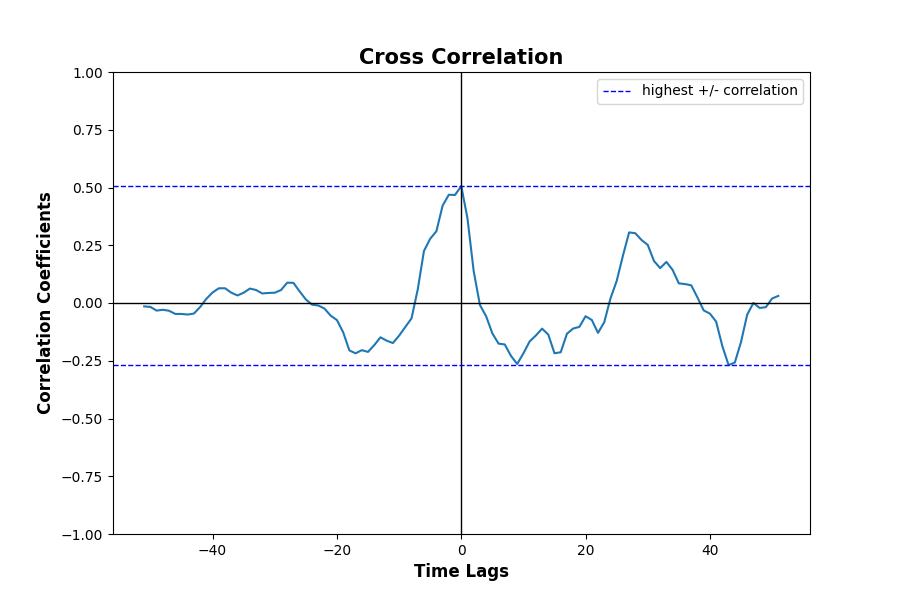 Cross Correlation
highest +/- correlation
Correlation Coefficients
1.00
0.75
0.50
0.25
0.00
−0.25
−0.50
−0.75
−1.00
−40 −20 0 20 40
Time Lags